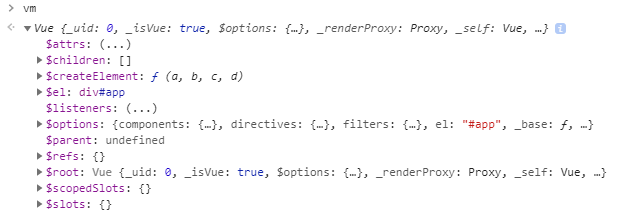 > vm
Vue {_uid: 0, _isVue: true, $options: {…}, _renderProxy: Proxy, _self: Vue, …} i
$attrs: (...)
$children: []
$createElement: ƒ (a, b, c, d)
$el: div#app
$listeners: (...)
$options: {components: {…}, directives: {…}, filters: {…}, el: "#app", _base: ƒ, …}
$parent: undefined
$refs: {}
$root: Vue {_uid: 0, _isVue: true, $options: {…}, _renderProxy: Proxy, _self: Vue, …}
$scopedSlots: {}
$slots: {}